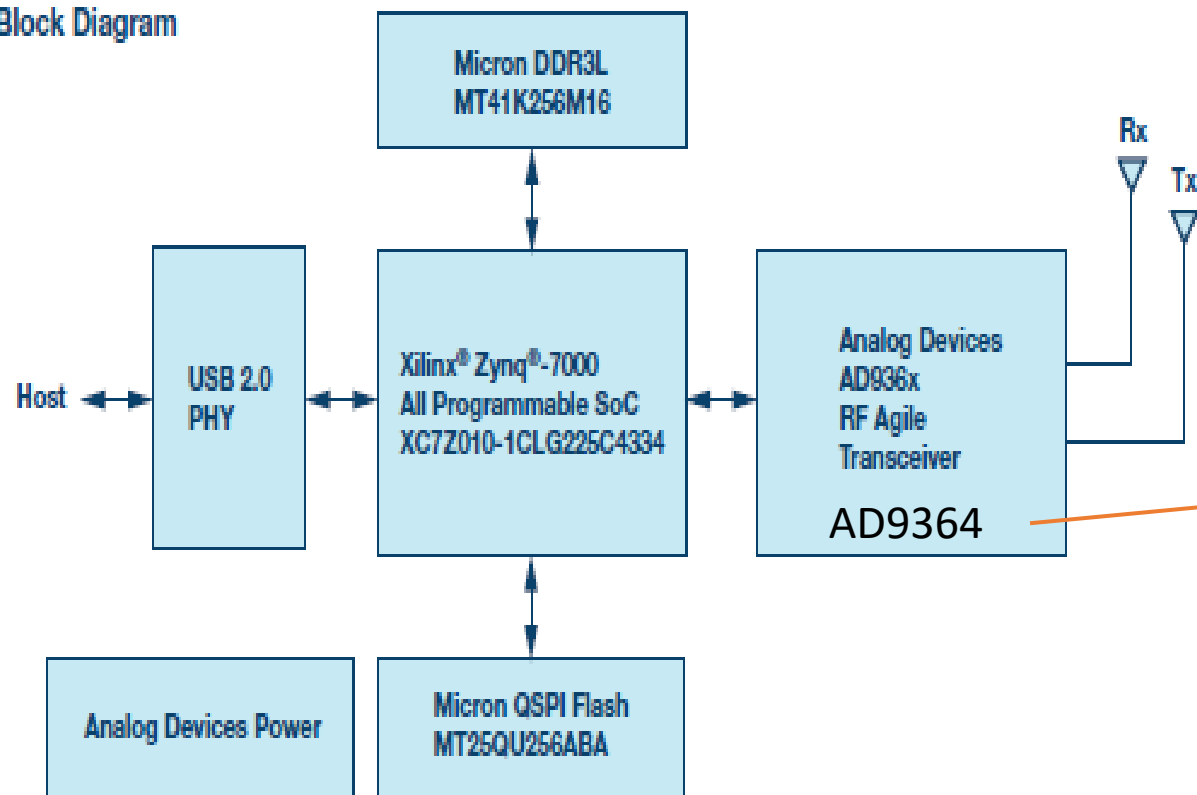 Block Diagram
Micron DDR3L
MT41K256M16
Rx
Tx
Host
USB 2.0
PHY
Xilinx® Zynq®-7000
All Programmable SoC
XC7Z010-1CLG225C4334
Analog Devices
AD936x
RF Agile
Transceiver
AD9364
Analog Devices Power
Micron QSPI Flash
MT25QU256ABA